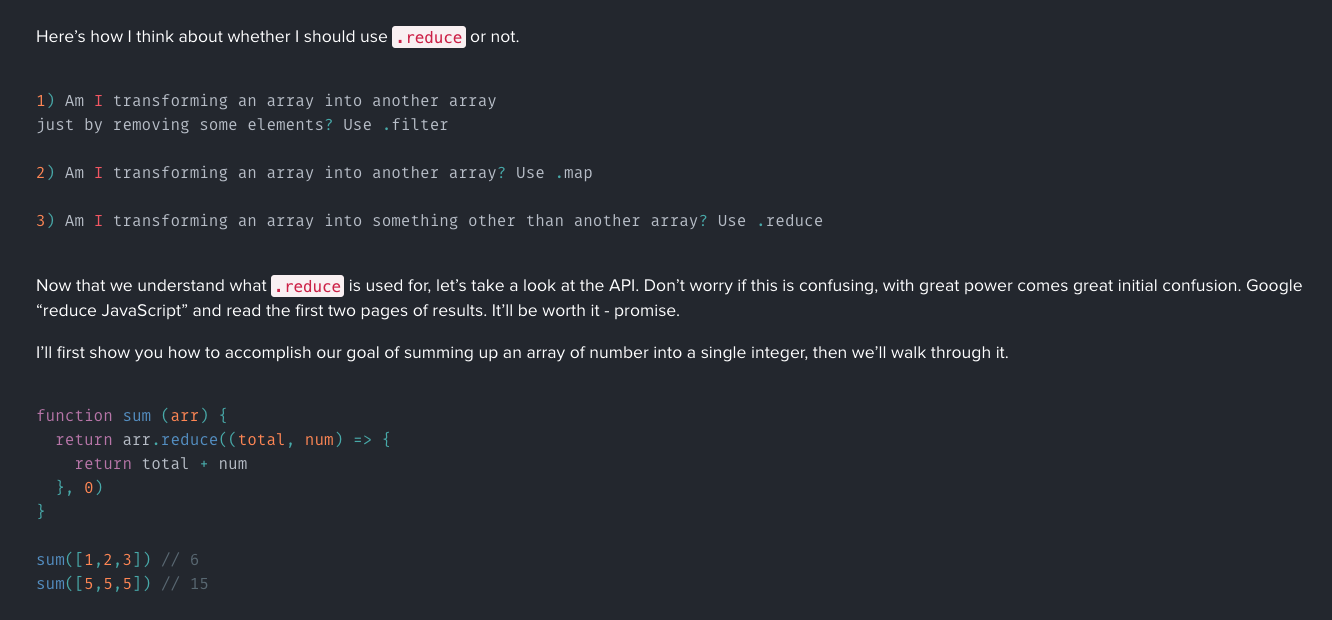 Here’s how I think about whether I should use .reduce or not.
1) Am I transforming an array into another array
just by removing some elements? Use .filter
2) Am I transforming an array into another array? Use .map
3) Am I transforming an array into something other than another array? Use .reduce
Now that we understand what .reduce is used for, let’s take a look at the API. Don’t worry if this is confusing, with great power comes great initial confusion. Google
“reduce JavaScript” and read the first two pages of results. It’ll be worth it - promise.
I’ll first show you how to accomplish our goal of summing up an array of number into a single integer, then we’ll walk through it.
function sum (arr) {
  return arr.reduce((total, num) => {
    return total + num
  }, 0)
}
sum([1,2,3]) // 6
sum([5,5,5]) // 15